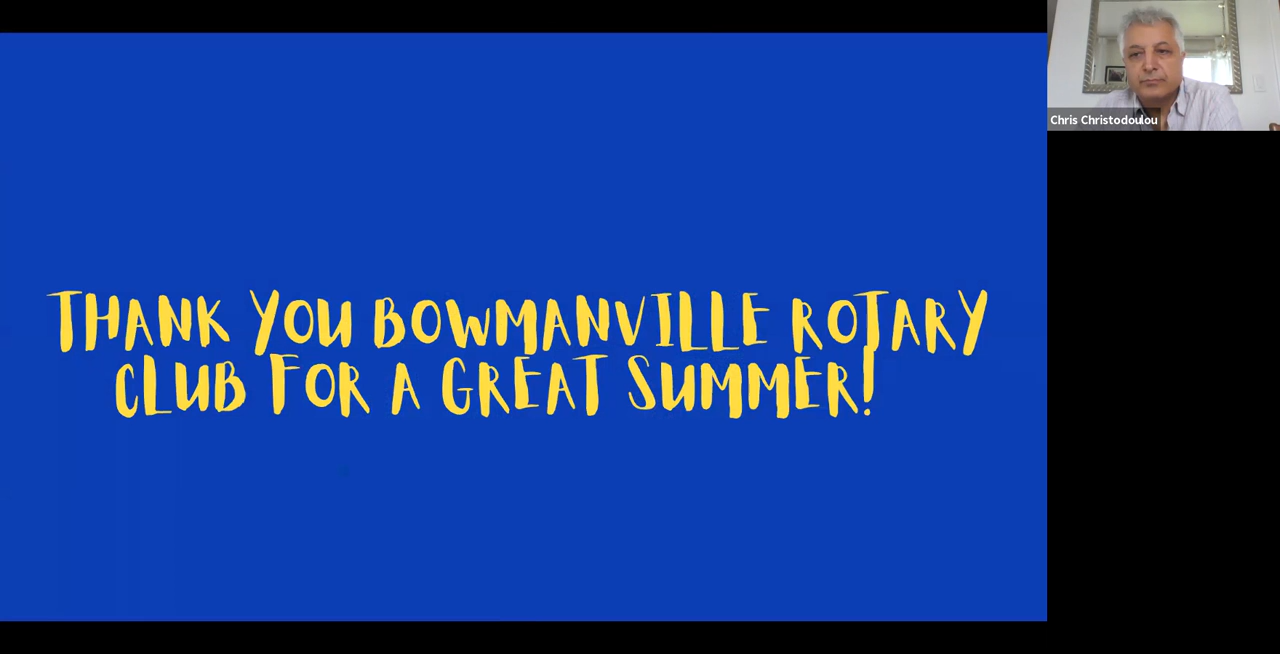 THANK YOU BOWMANVILLE ROTARY
CLUB FOR A GREAT SUMMER!
Chris Christodoulou